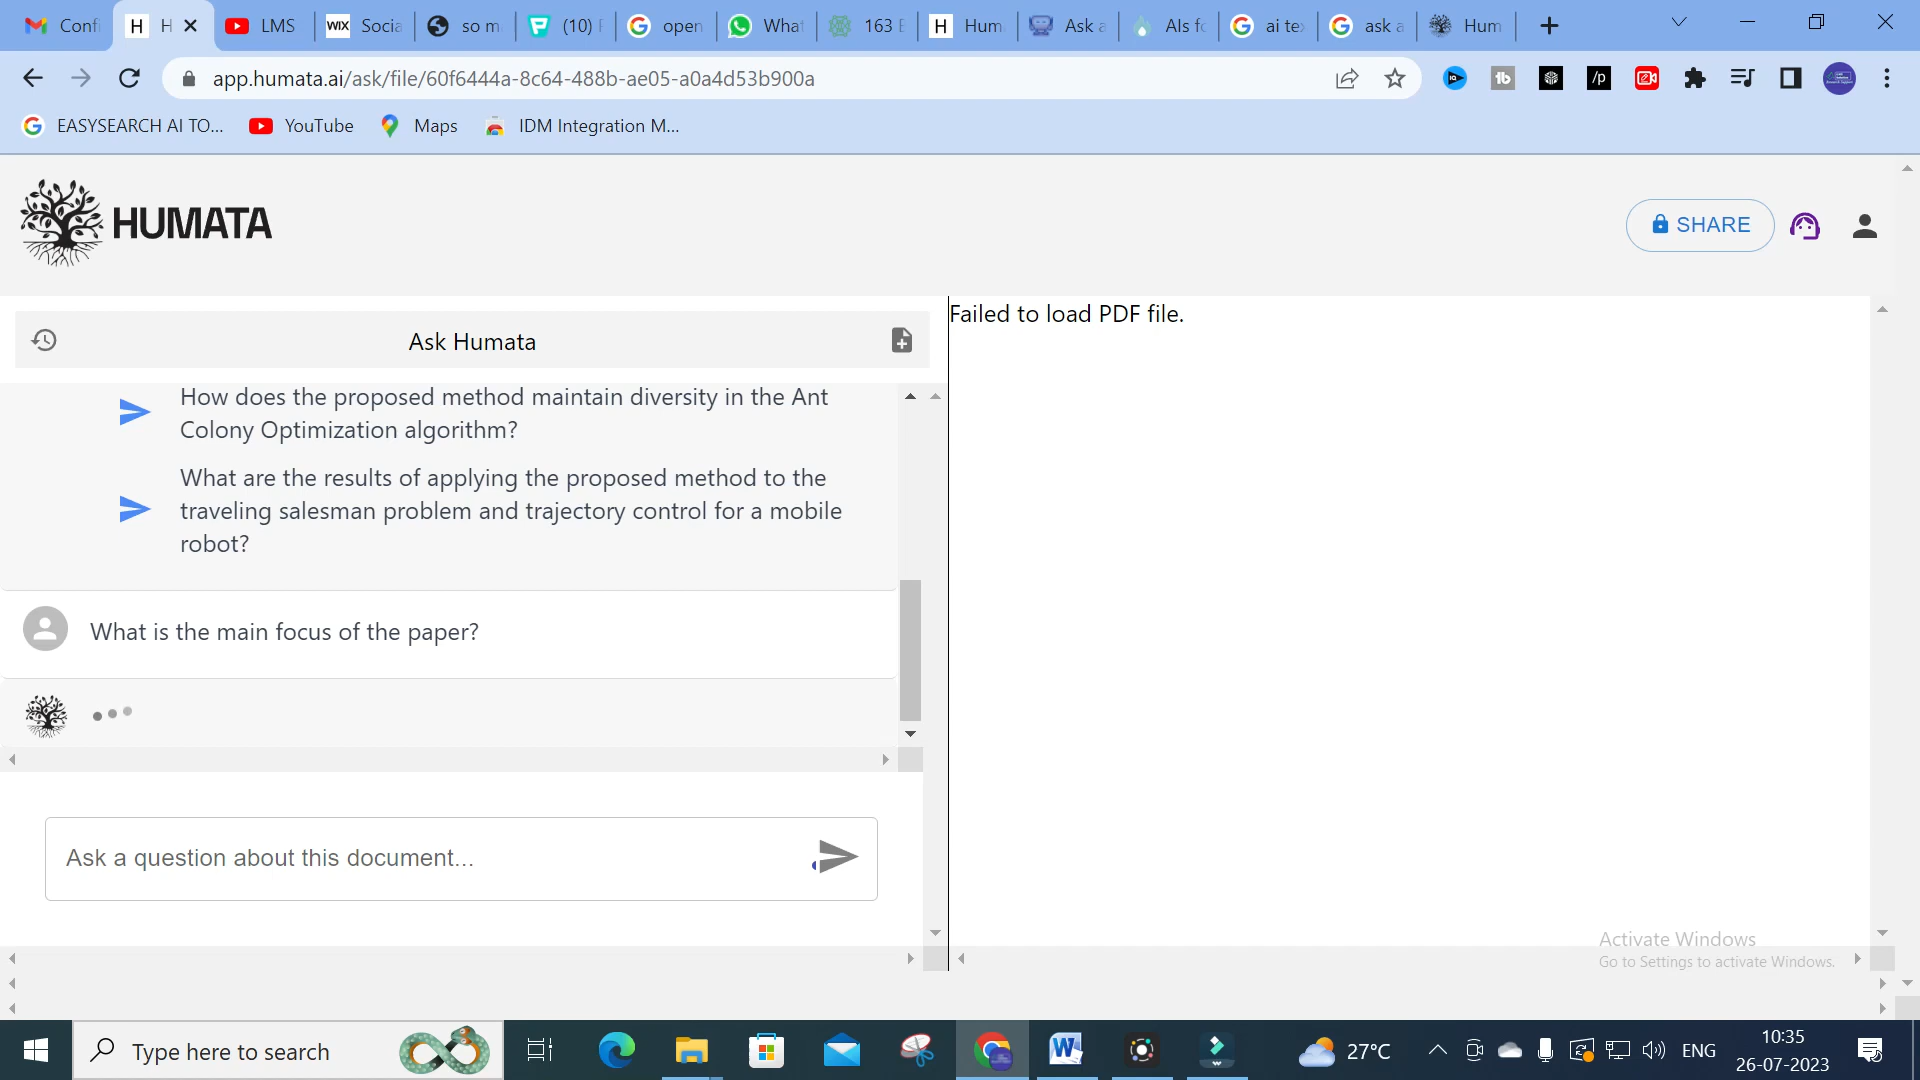 Confi
H
LMS
WIX Socia
so m
(10)
open
What
163
Hum
Ask a
AIs fo
ai tex
ask a
Hum
app.humata.ai/ask/file/60f6444a-8c64-488b-ae05-a0a4d53b900a
EASYSEARCH AI TO...
YouTube
Maps
IDM Integration M...
HUMATA
SHARE
Ask Humata
Failed to load PDF file.
How does the proposed method maintain diversity in the Ant
Colony Optimization algorithm?
What are the results of applying the proposed method to the
traveling salesman problem and trajectory control for a mobile
robot?
What is the main focus of the paper?
Ask a question about this document...
Activate Windows
Go to Settings to activate Windows.
Type here to search
27°C
ENG
10:35
26-07-2023